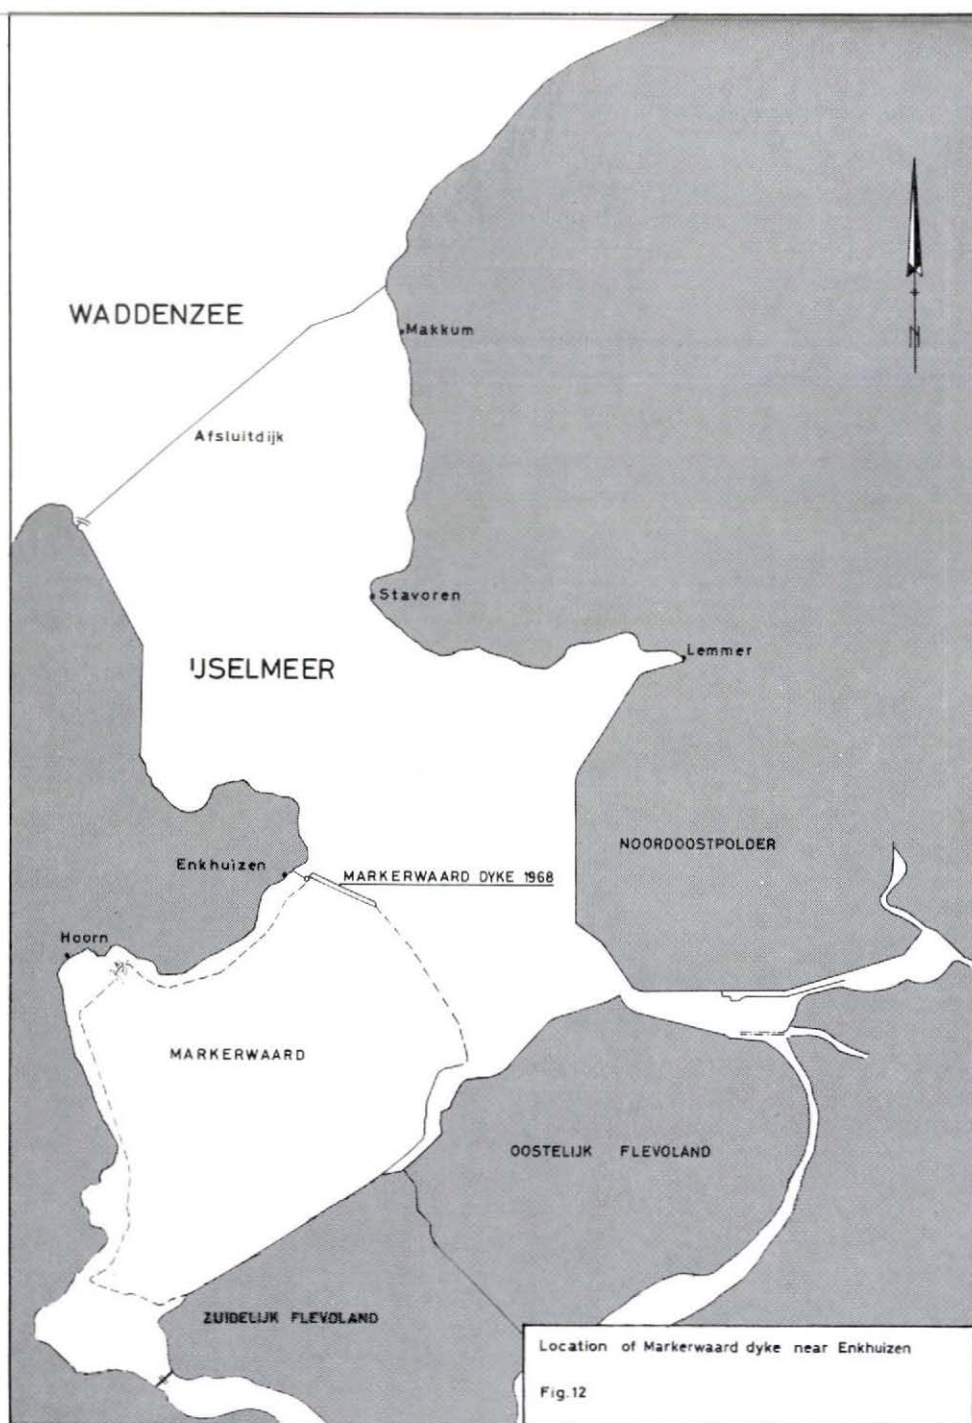 WADDENZEE
Makkum
N
Afsluitdijk
Stavoren
Lemmer
IJSELMEER
NOORDOOSTPOLDER
Enkhuizen
MARKERWAARD DYKE 1968
Hoorn
MARKERWAARD
OOSTELIJK FLEVOLAND
ZUIDELIJK FLEVOLAND
Location of Markerwaard dyke near Enkhuizen
Fig.12